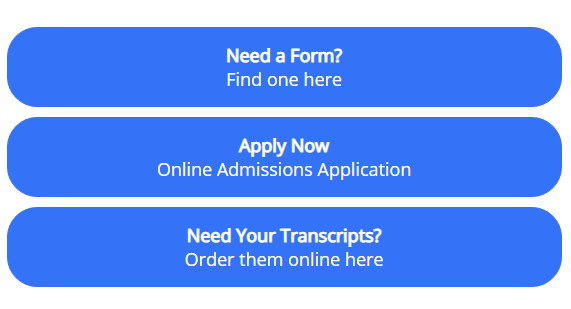 Need a Form?
Find one here
Apply Now
Online Admissions Application
Need Your Transcripts?
Order them online here